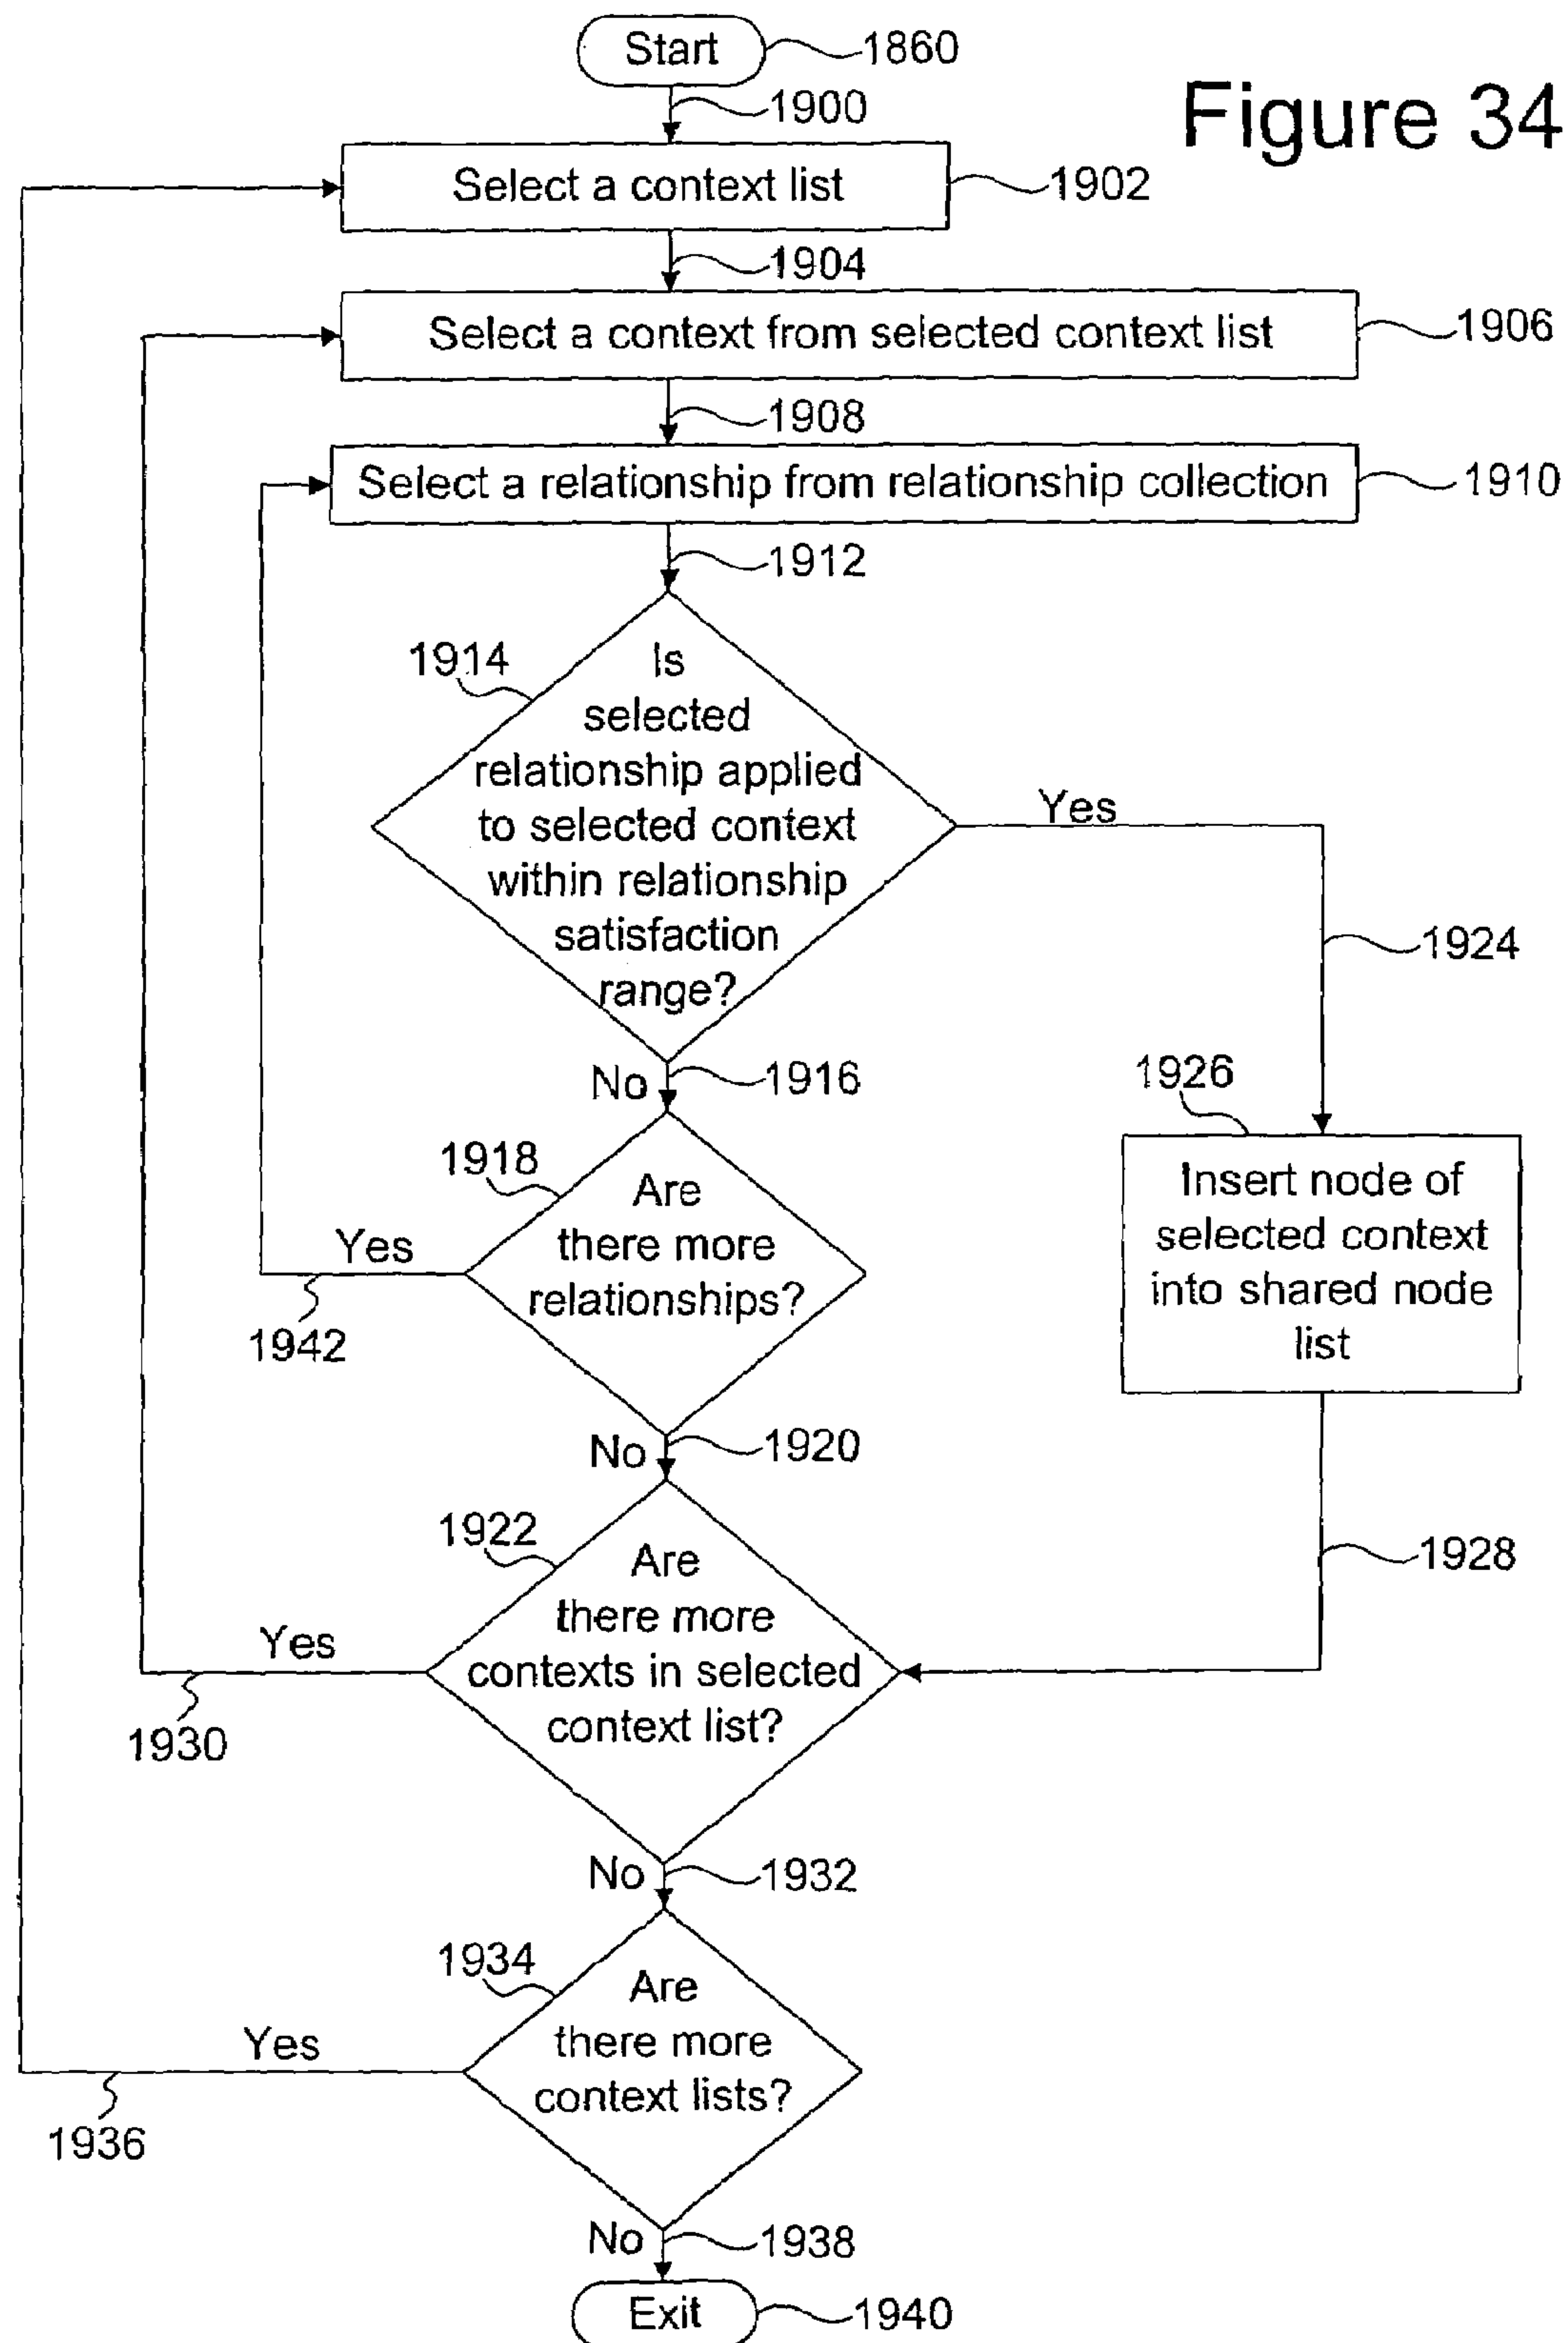 Start
1860
Figure 34
1900
Select a context list
1902
1904
Select a context from selected context list
1906
1908
Select a relationship from relationship collection
1910
1912
1914
Is
selected
relationship applied
to selected context
within relationship
satisfaction
range?
Yes
1924
No
1916
1926
Insert node of
selected context
into shared node
list
1918
Are
there more
relationships?
Yes
1942
No
1920
1922
Are
there more
contexts in selected
context list?
1928
Yes
1930
No
1932
1934
Are
there more
context lists?
Yes
1936
No
1938
Exit
1940